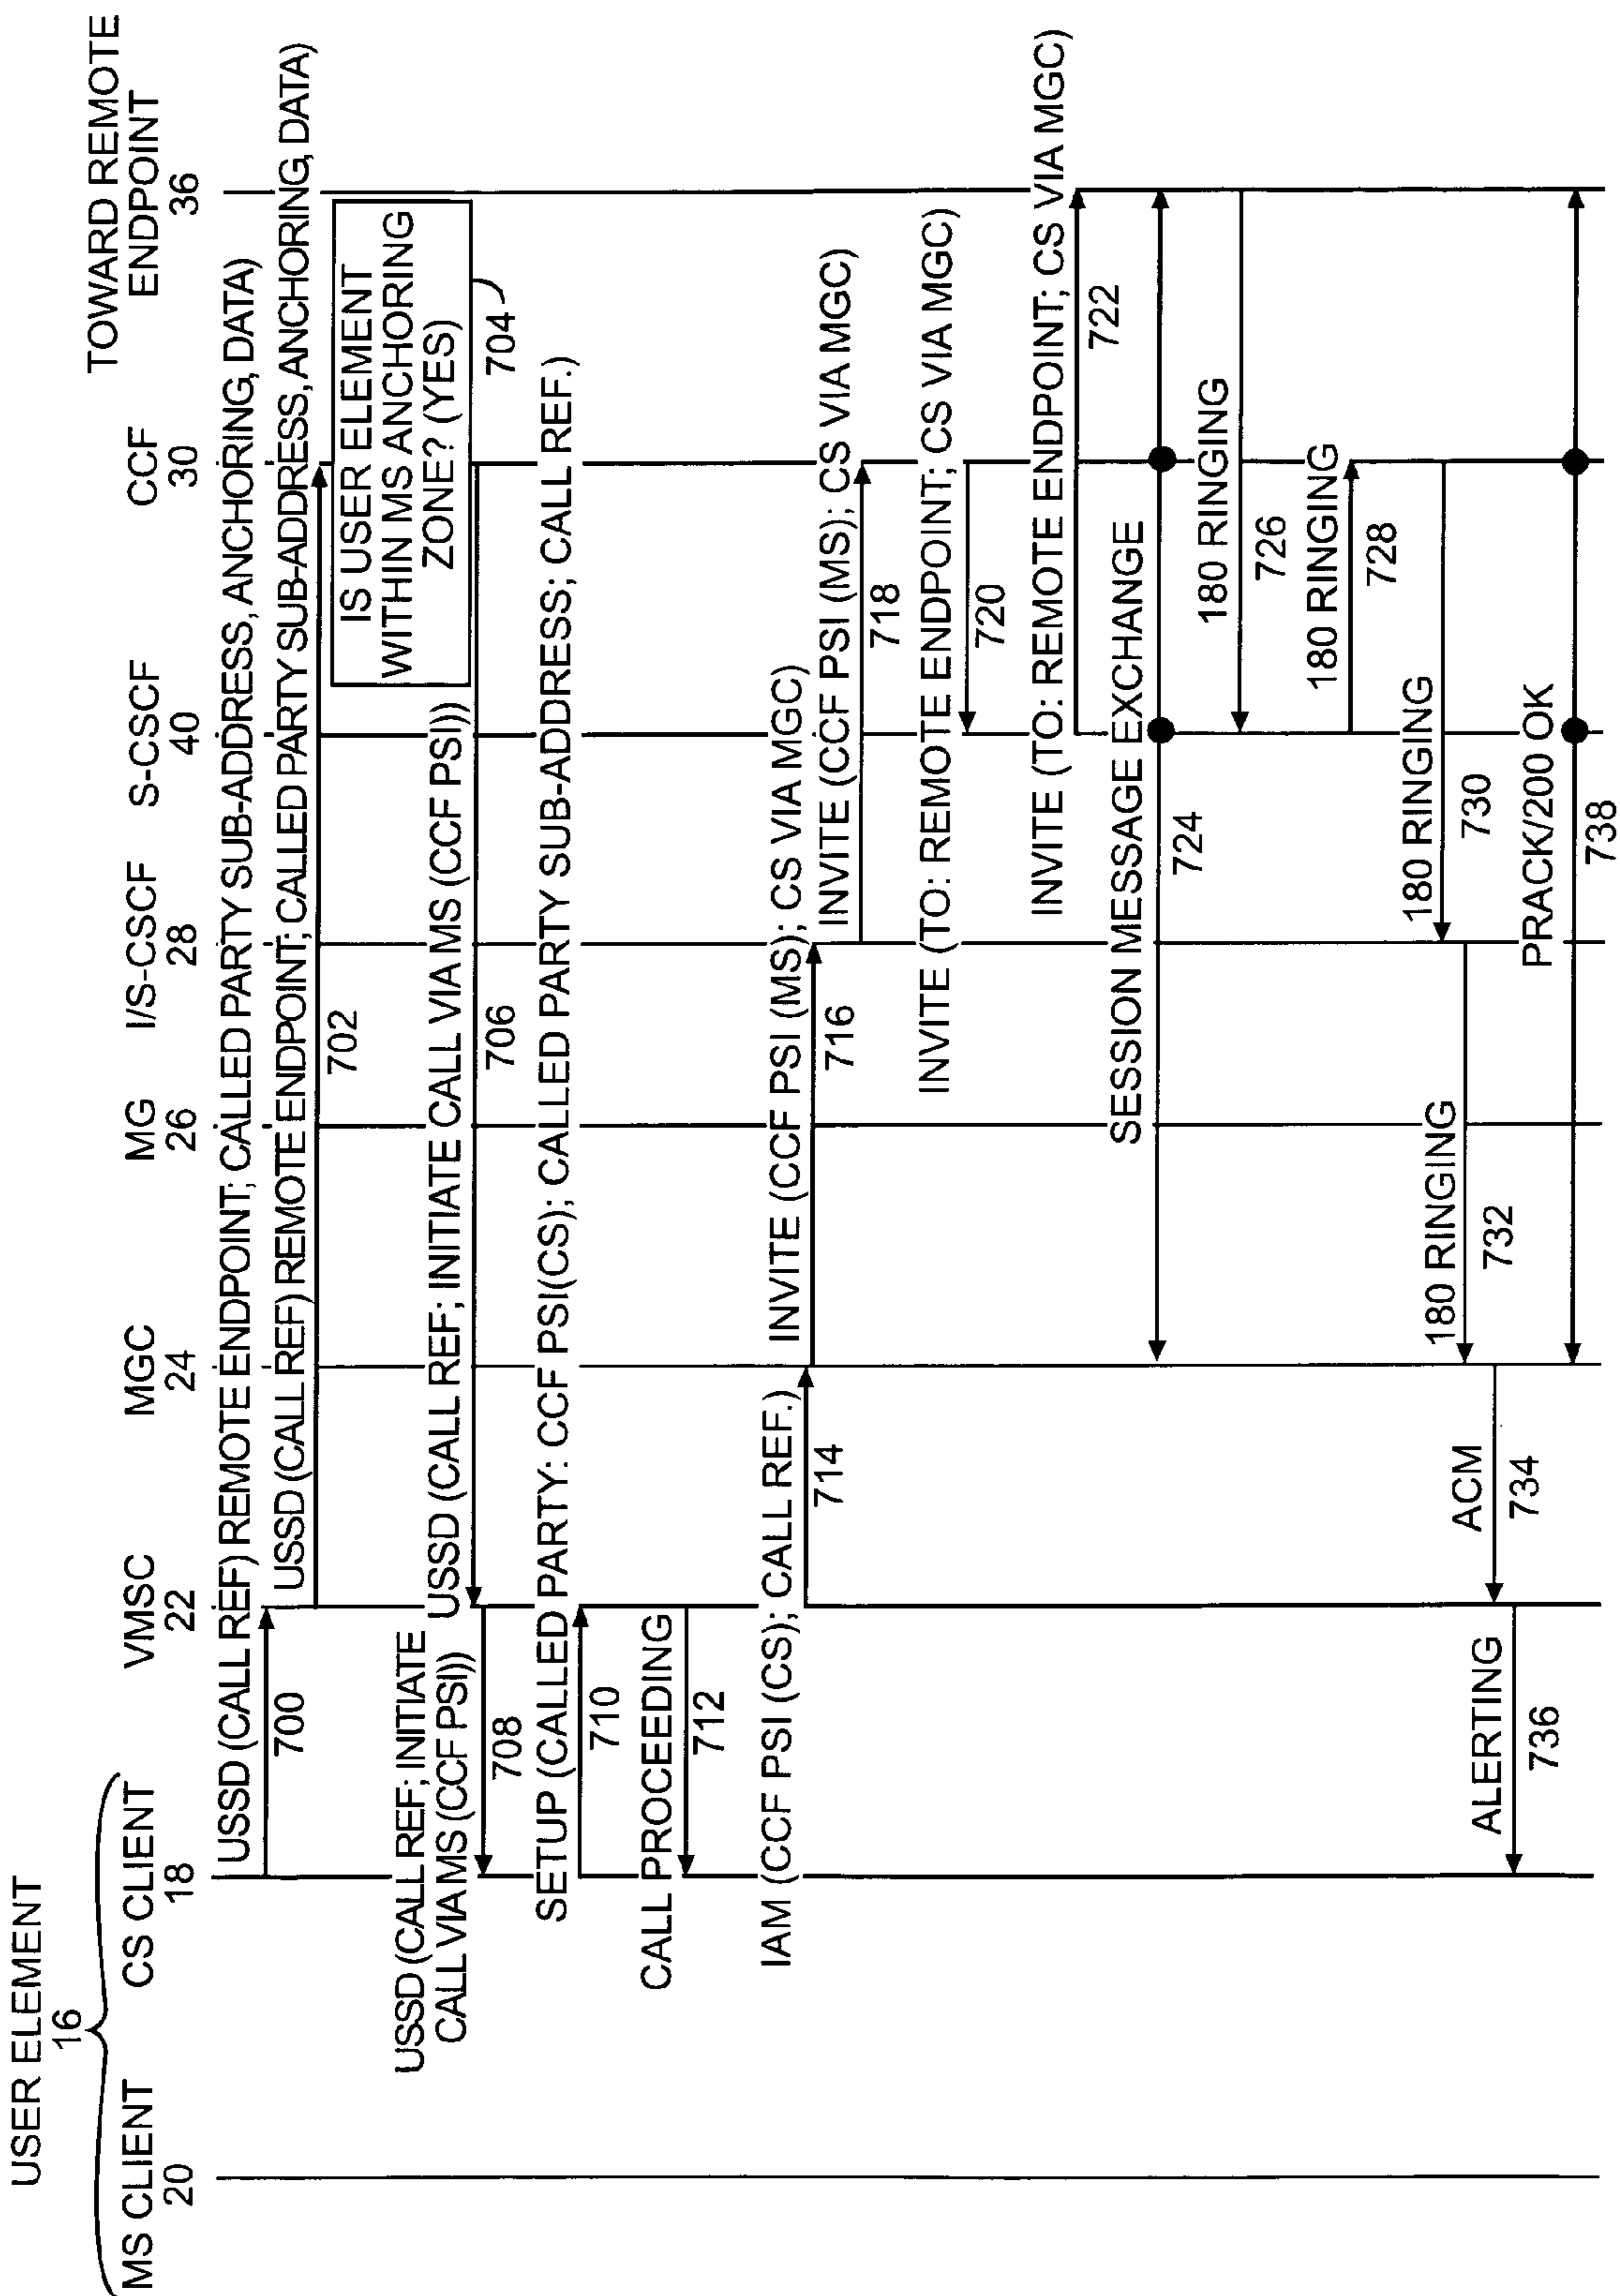 USER ELEMENT
16
MS CLIENT
20
CS CLIENT
18
VMSC
22
MGC
24
MG
26
I/S-CSCF
28
S-CSCF
40
CCF
30
TOWARD REMOTE
ENDPOINT
36
USSD (CALL REF) REMOTE ENDPOINT; CALLED PARTY SUB-ADDRESS, ANCHORING, DATA)
700
USSD (CALL REF) REMOTE ENDPOINT; CALLED PARTY SUB-ADDRESS, ANCHORING, DATA)
702
IS USER ELEMENT
WITHIN MS ANCHORING
ZONE? (YES)
704
USSD (CALL REF; INITIATE CALL VIA MS (CCF PSI))
706
USSD (CALL REF; INITIATE
CALL VIA MS (CCF PSI))
708
SETUP (CALLED PARTY: CCF PSI(CS); CALLED PARTY SUB-ADDRESS; CALL REF.)
710
CALL PROCEEDING
712
IAM (CCF PSI (CS); CALL REF.)
714
INVITE (CCF PSI (MS); CS VIA MGC)
716
INVITE (CCF PSI (MS); CS VIA MGC)
718
INVITE (TO: REMOTE ENDPOINT; CS VIA MGC)
720
INVITE (TO: REMOTE ENDPOINT; CS VIA MGC)
722
SESSION MESSAGE EXCHANGE
724
180 RINGING
726
180 RINGING
728
180 RINGING
730
180 RINGING
732
ACM
734
ALERTING
736
PRACK/200 OK
738